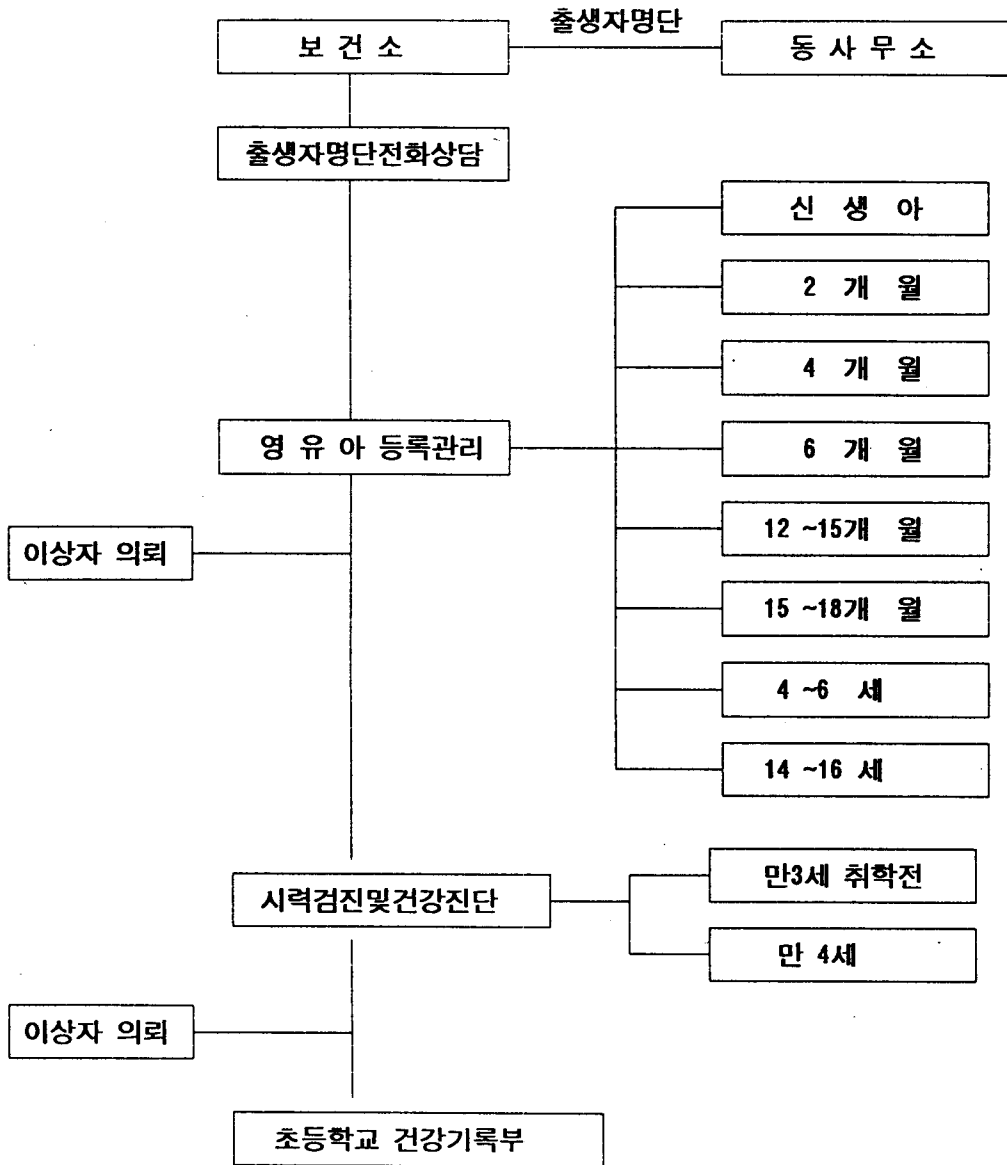 출생자명단
보 건 소
동 사 무 소
출생자명단전화상담
신 생 아
2 개 월
4 개 월
영 유 아 등록관리
6 개 월
12 ~15개 월
이상자 의뢰
15 ~18개 월
4 ~6 세
14 ~16 세
만3세 취학전
시력검진및건강진단
만 4세
이상자 의뢰
초등학교 건강기록부